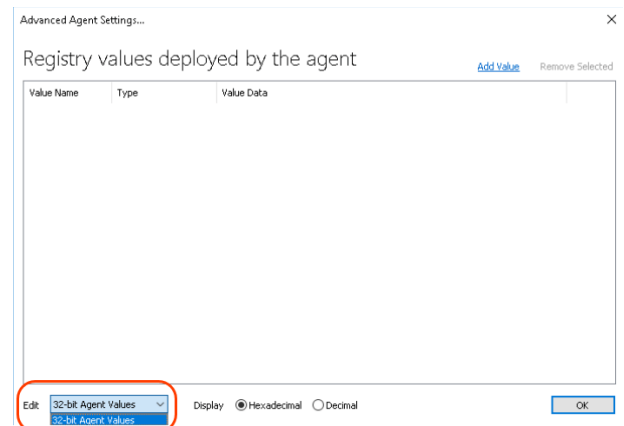 Advanced Agent Settings...
Registry values deployed by the agent
Add Value Remove Selected
Value Name Type Value Data
Edit 32-bit Agent Values Display Hexadecimal Decimal OK
32-bit Agent Values